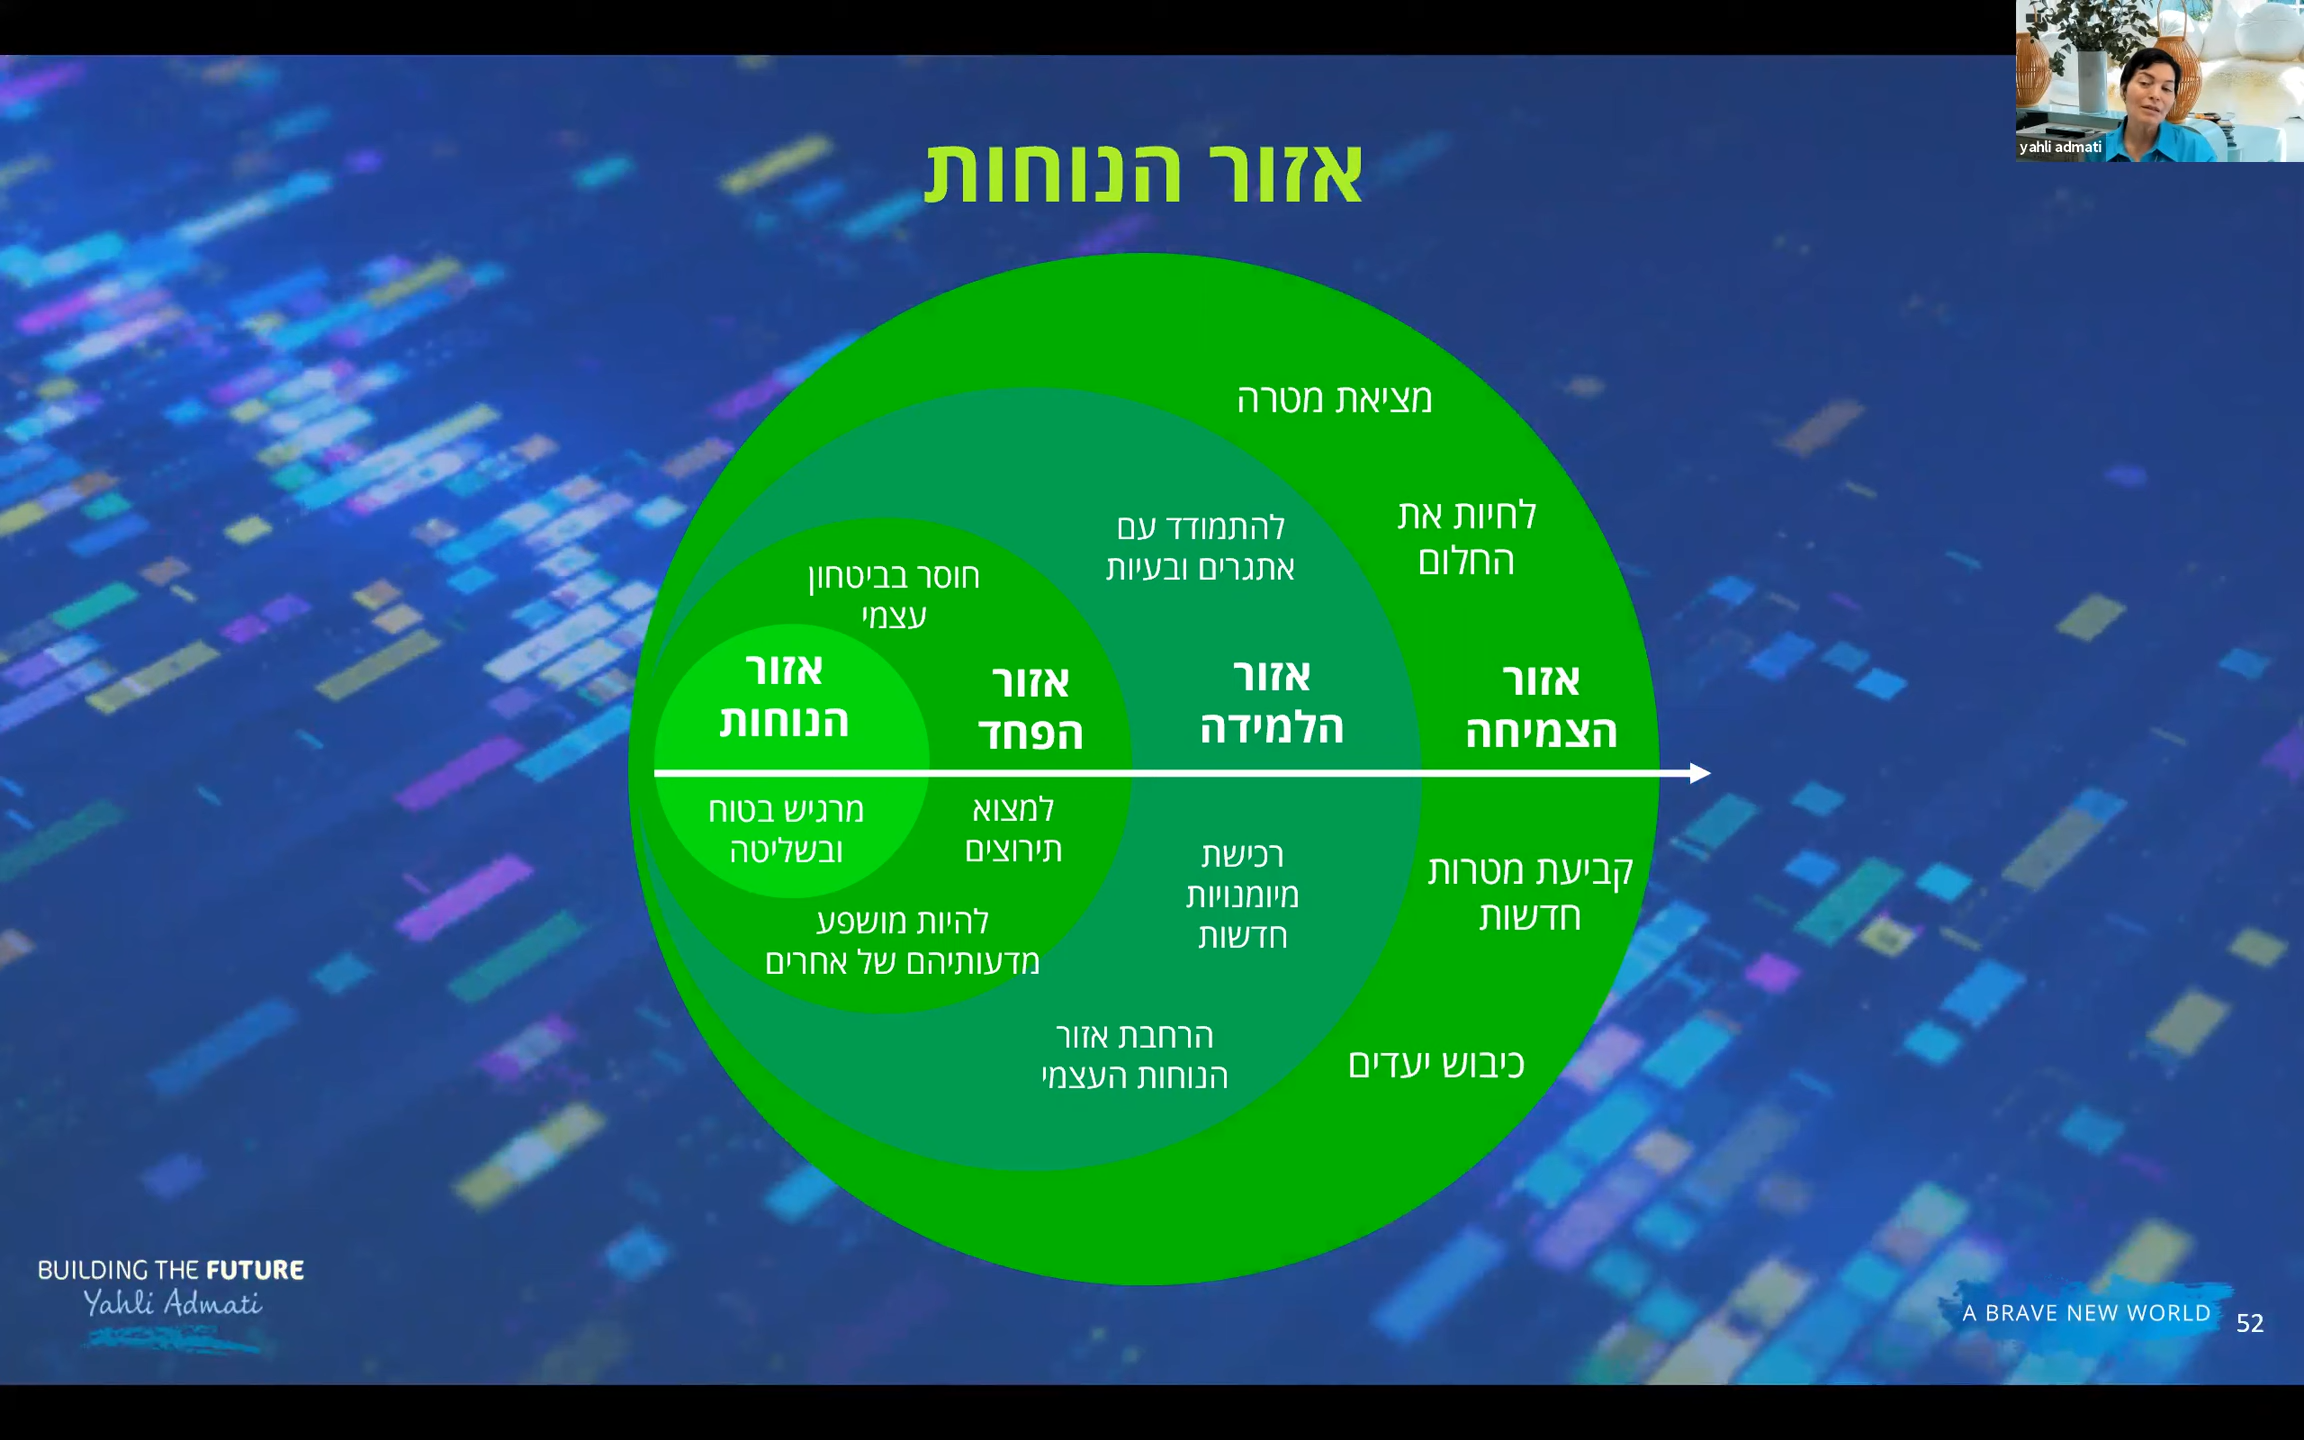 yahli admati
אזור הנוחות
מציאת מטרה
לחיות את
החלום
להתמודד עם
אתגרים ובעיות
חוסר בביטחון
עצמי
אזור
הנוחות
אזור
הפחד
אזור
הלמידה
אזור
הצמיחה
מרגיש בטוח
ובשליטה
למצוא
תירוצים
רכישת
מיומנויות
חדשות
קביעת מטרות
חדשות
להיות מושפע
מדעותיהם של אחרים
הרחבת אזור
הנוחות העצמי
כיבוש יעדים
BUILDING THE FUTURE
Yahli Admati
A BRAVE NEW WORLD
52